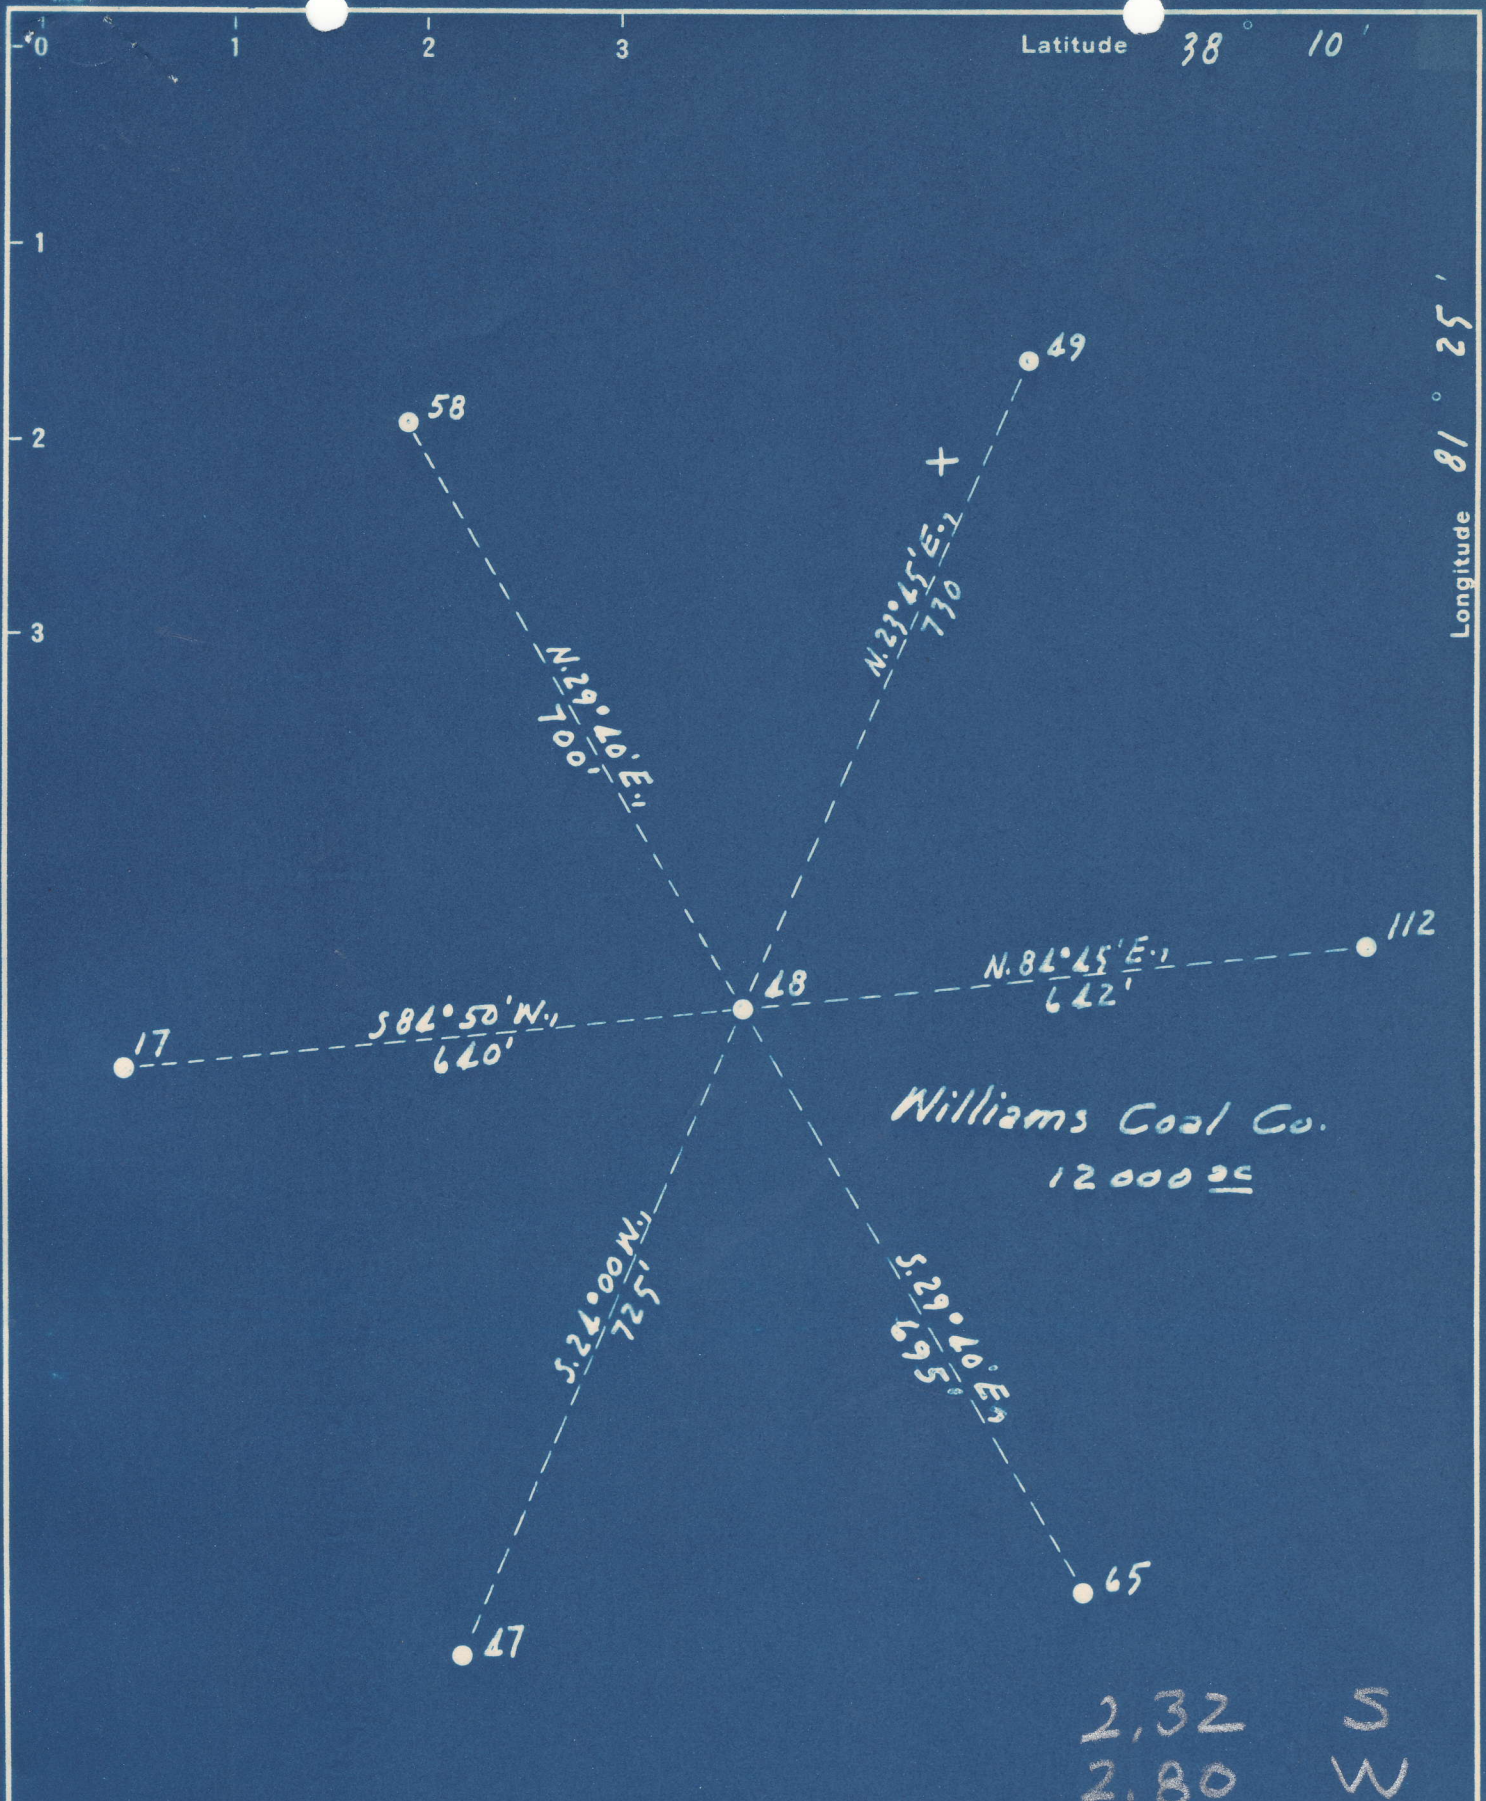 0 1 2 3 Latitude 38° 10'
1
2
3
Longitude 81° 25'
49
58
N.23°45'E.,
730
N.29°40'E.,
700'
112
N.84°45'E.,
642'
48
S84°50'W.,
640'
17
Williams Coal Co.
12000 ac
S.24°00W.,
725'
S.29°40'E,
695'
65
47
2.32 S
2.80 W